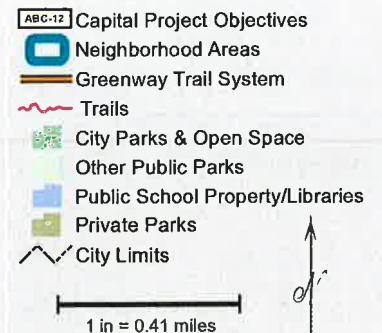 ABC-12 Capital Project Objectives
Neighborhood Areas
Greenway Trail System
Trails
City Parks & Open Space
Other Public Parks
Public School Property/Libraries
Private Parks
City Limits
1 in = 0.41 miles